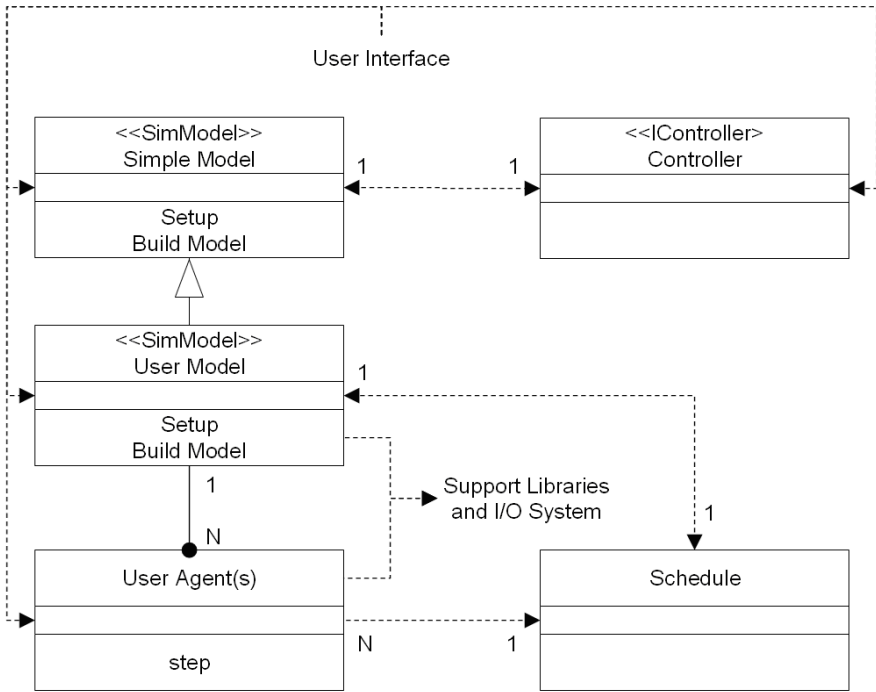 User Interface
<<SimModel>>
Simple Model
Setup
Build Model
1
1
<<IController>
Controller
<<SimModel>>
User Model
Setup
Build Model
1
1
N
Support Libraries
and I/O System
1
User Agent(s)
step
N
1
Schedule